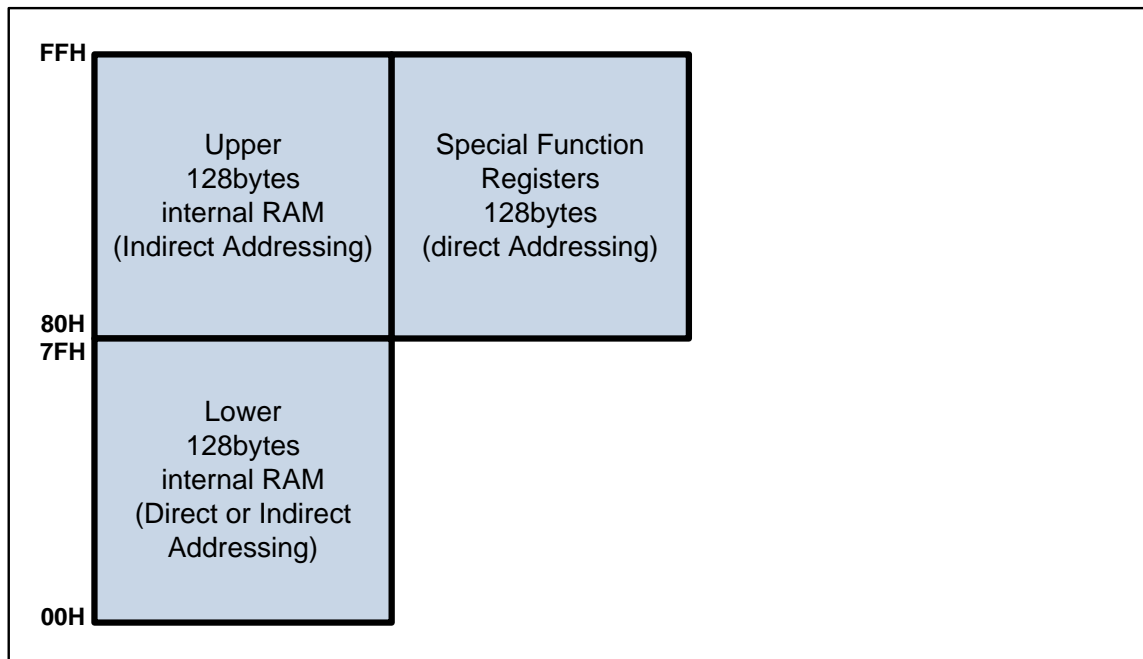 FFH
Upper
128bytes
internal RAM
(Indirect Addressing)
Special Function
Registers
128bytes
(direct Addressing)
80H
7FH
Lower
128bytes
internal RAM
(Direct or Indirect
Addressing)
00H